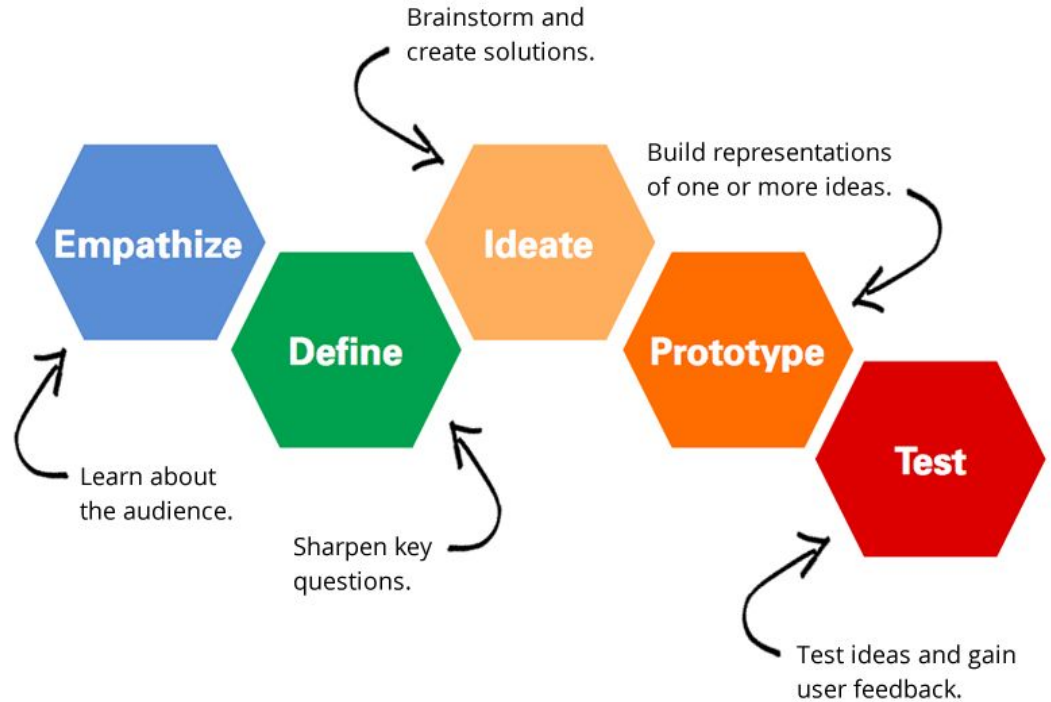 Brainstorm and
create solutions.
Build representations
of one or more ideas.
Empathize
Ideate
Define
Prototype
Test
Learn about
the audience.
Sharpen key
questions.
Test ideas and gain
user feedback.